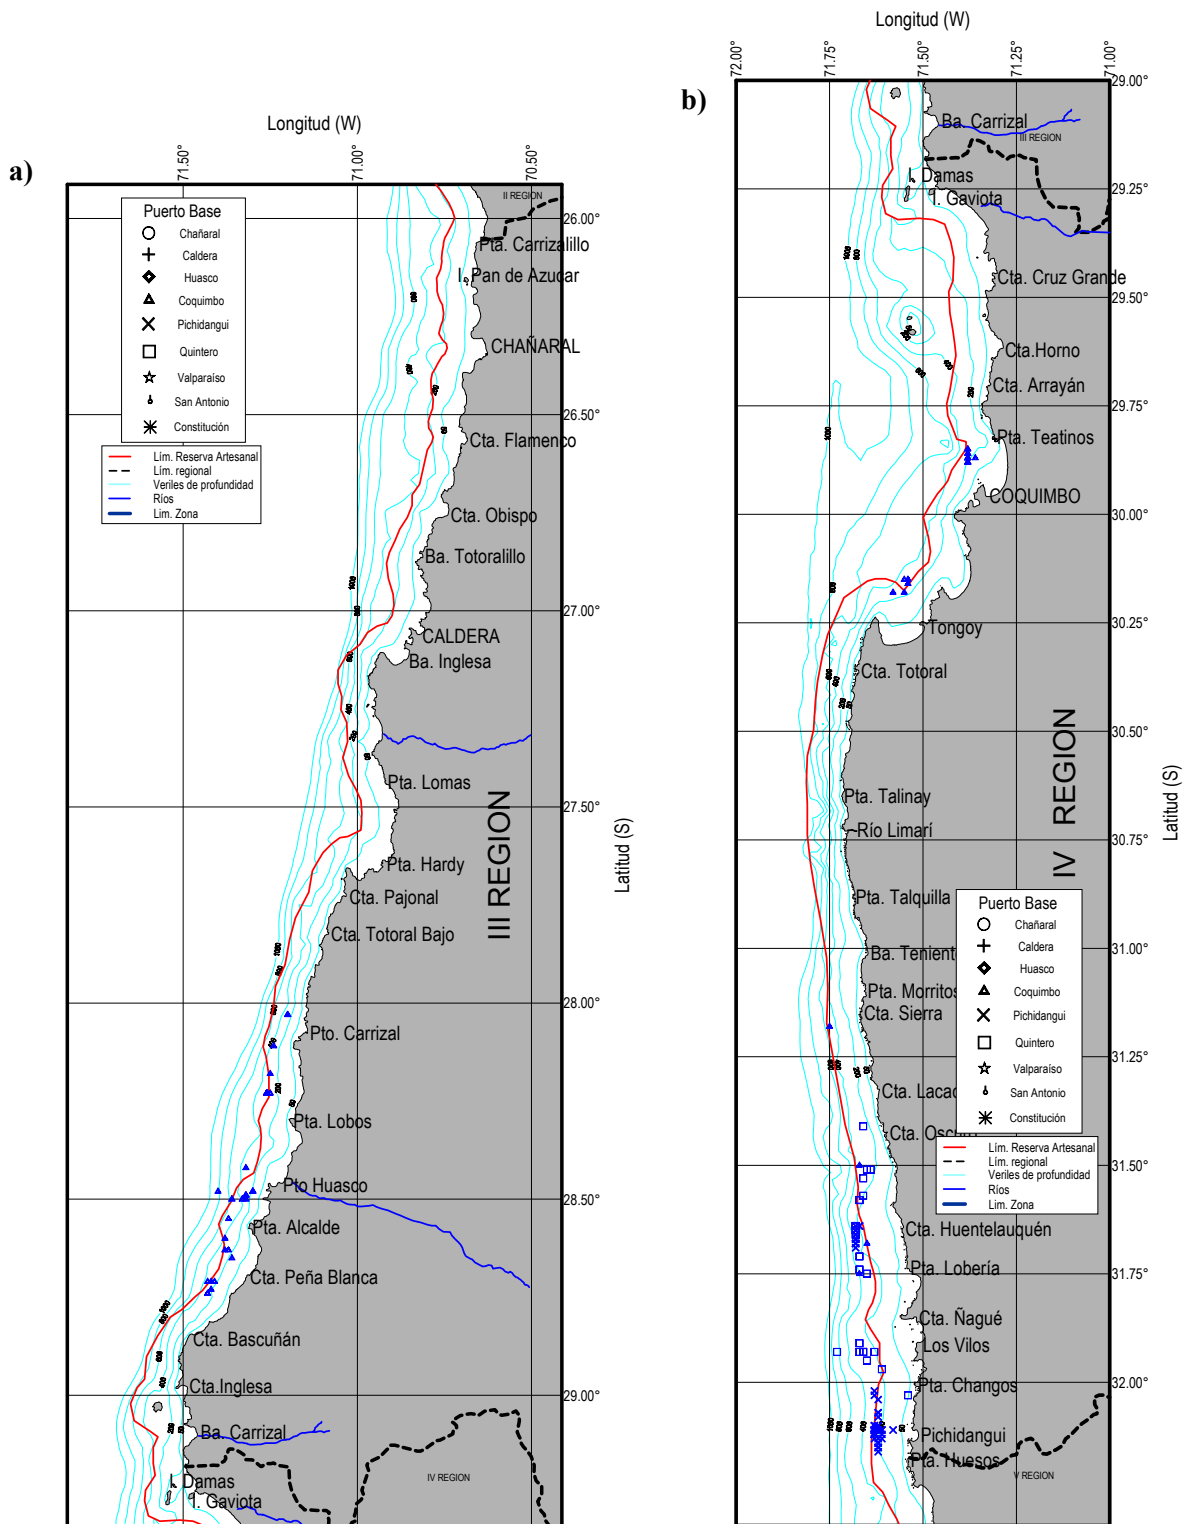 a)
Longitud (W)
71.50°
71.00°
70.50°
II REGION
26.00°
Pta. Carrizalillo
I. Pan de Azucar
CHAÑARAL
26.50°
Cta. Flamenco
Cta. Obispo
Ba. Totoralillo
27.00°
CALDERA
Ba. Inglesa
Pta. Lomas
27.50°
Pta. Hardy
Cta. Pajonal
Cta. Totoral Bajo
28.00°
Pto. Carrizal
Pta. Lobos
Pto Huasco
28.50°
Pta. Alcalde
Cta. Peña Blanca
Cta. Bascuñán
Cta.Inglesa
29.00°
Ba. Carrizal
I. Damas
I. Gaviota
IV REGION
III REGION
Latitud (S)
Puerto Base
Chañaral
Caldera
Huasco
Coquimbo
Pichidangui
Quintero
Valparaíso
San Antonio
Constitución
Lím. Reserva Artesanal
Lím. regional
Veriles de profundidad
Ríos
Lim. Zona
b)
Longitud (W)
72.00°
71.75°
71.50°
71.25°
71.00°
29.00°
Ba. Carrizal
III REGION
I. Damas
29.25°
I. Gaviota
Cta. Cruz Grande
29.50°
Cta.Horno
Cta. Arrayán
29.75°
Pta. Teatinos
COQUIMBO
30.00°
30.25°
Tongoy
Cta. Totoral
30.50°
Pta. Talinay
Río Limarí
30.75°
Pta. Talquilla
Ba. Teniente
31.00°
Pta. Morritos
Cta. Sierra
31.25°
Cta. Lacao
Cta. Oscuro
31.50°
Cta. Huentelauquén
Pta. Lobería
31.75°
Cta. Ñagué
Los Vilos
Pta. Changos
32.00°
Pichidangui
Pta. Huesos
V REGION
IV REGION
Latitud (S)
Puerto Base
Chañaral
Caldera
Huasco
Coquimbo
Pichidangui
Quintero
Valparaíso
San Antonio
Constitución
Lím. Reserva Artesanal
Lím. regional
Veriles de profundidad
Ríos
Lim. Zona